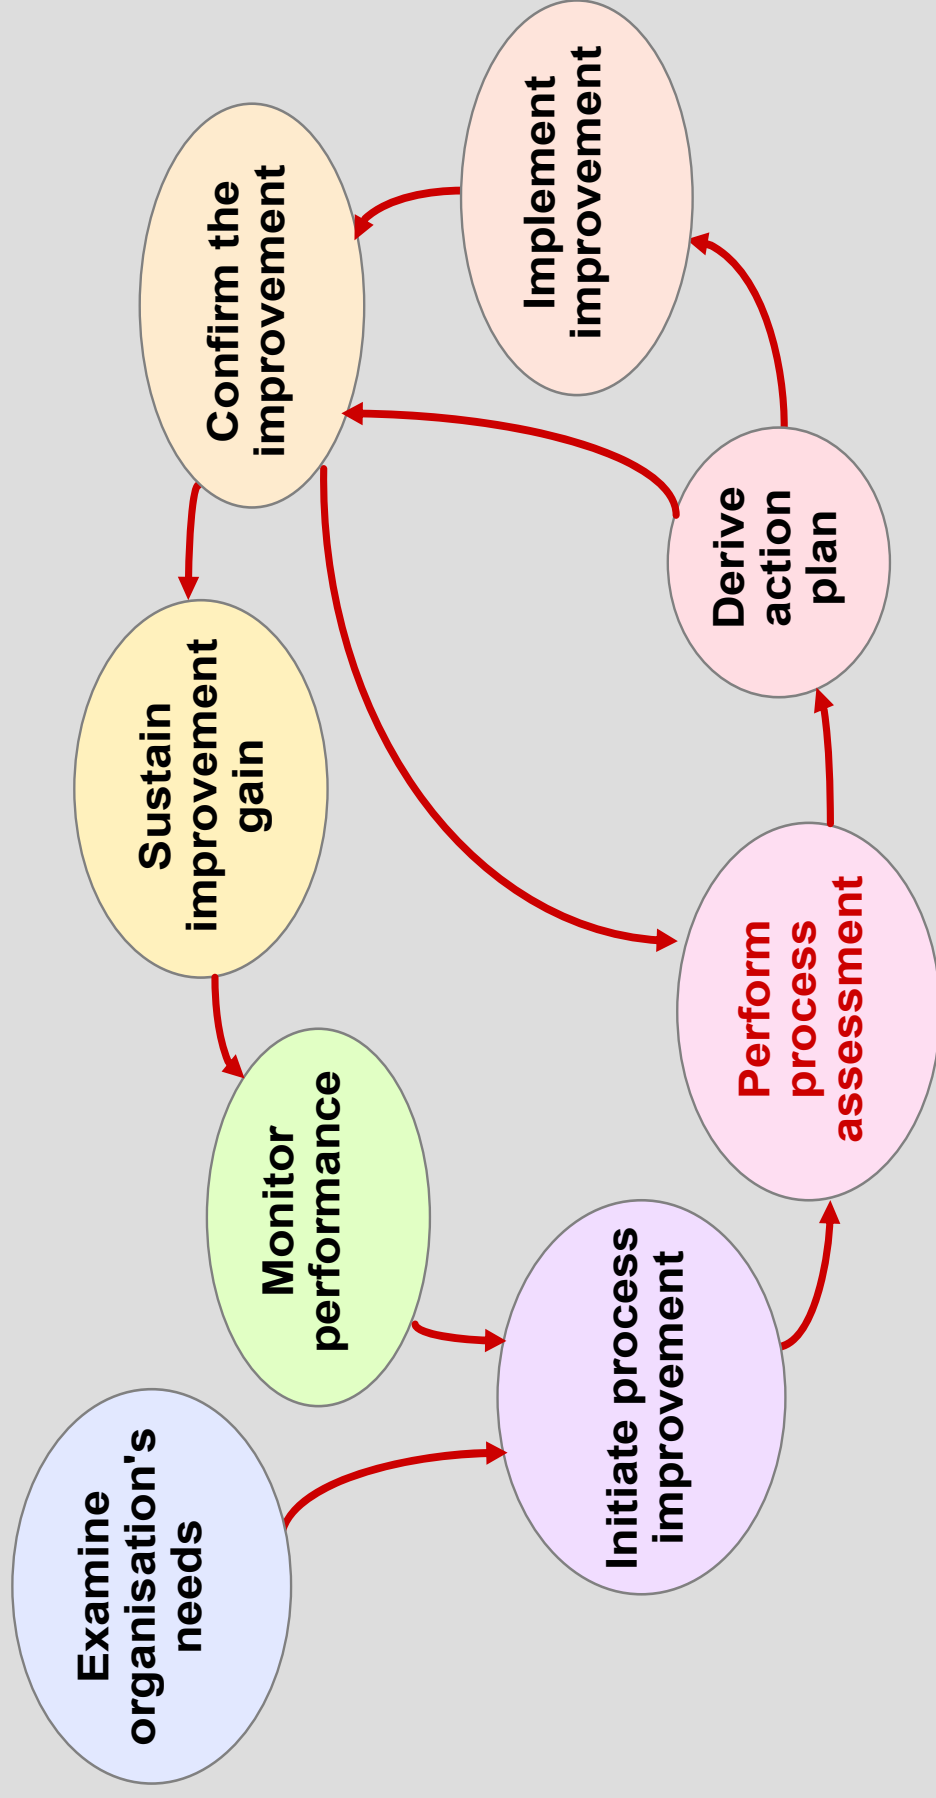 Examine
organisation's
needs
Monitor
performance
Sustain
improvement
gain
Confirm the
improvement
Initiate process
improvement
Perform
process
assessment
Derive
action
plan
Implement
improvement